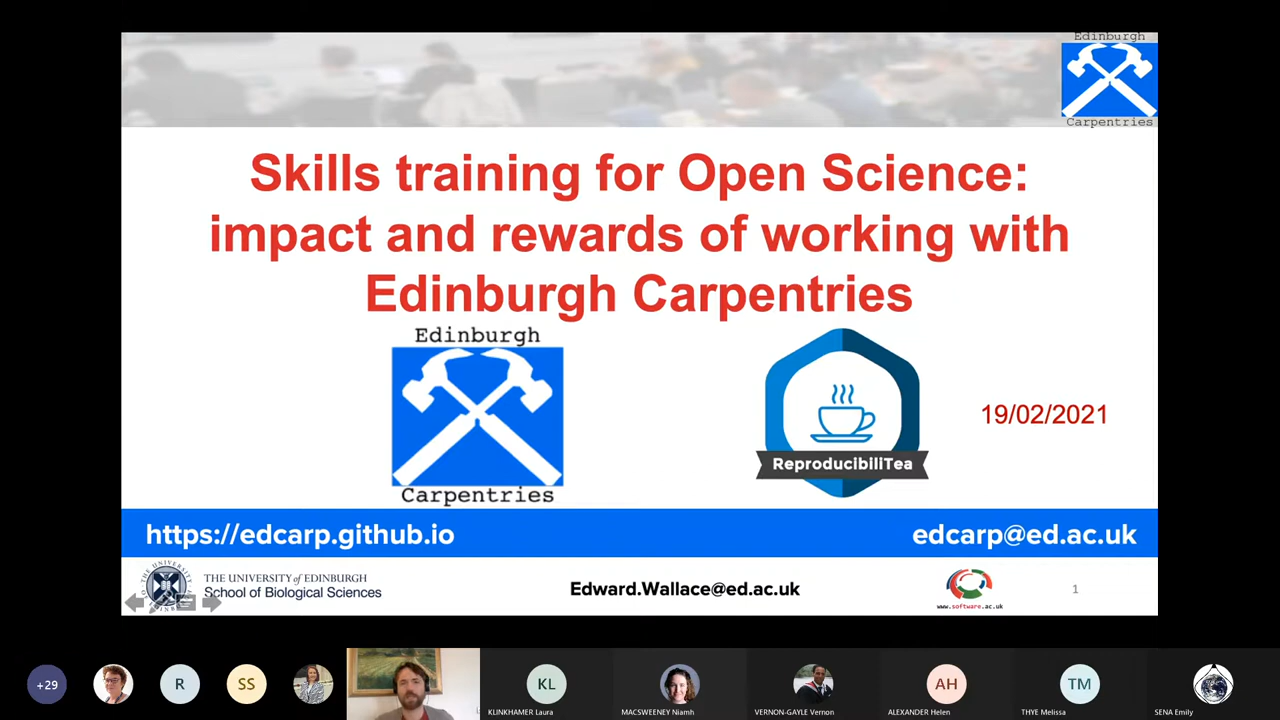 Edinburgh
Carpentries
Skills training for Open Science:
impact and rewards of working with
Edinburgh Carpentries
Edinburgh
Carpentries
ReproducibiliTea
19/02/2021
https://edcarp.github.io
edcarp@ed.ac.uk
THE UNIVERSITY of EDINBURGH
School of Biological Sciences
Edward.Wallace@ed.ac.uk
www.software.ac.uk
1
+29
R
SS
KL
KLINKHAMER Laura
MACSWEENEY Niamh
VERNON-GAYLE Vernon
AH
ALEXANDER Helen
TM
THYE Melissa
SENA Emily